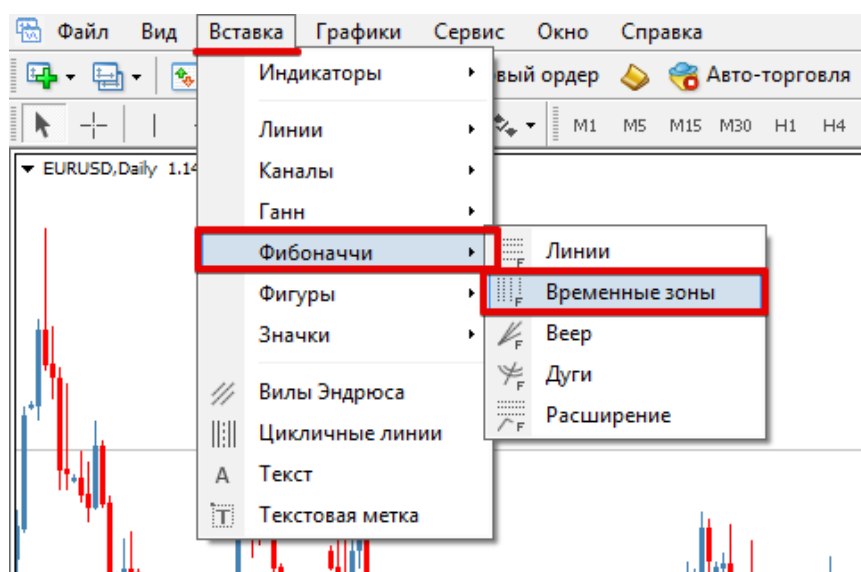 Файл Вид Вставка Графики Сервис Окно Справка
ордер Авто-торговля
M1 M5 M15 M30 H1 H4
EURUSD,Daily 1.14
Индикаторы
Линии
Каналы
Ганн
Фибоначчи
Фигуры
Значки
Вилы Эндрюса
Цикличные линии
A Текст
T Текстовая метка
F Линии
F Временные зоны
F Веер
F Дуги
F Расширение